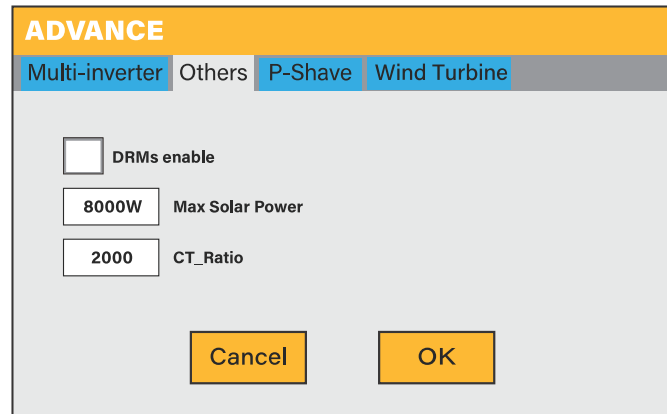 ADVANCE
Multi-inverter Others P-Shave Wind Turbine
DRMs enable
8000W Max Solar Power
2000 CT_Ratio
Cancel OK